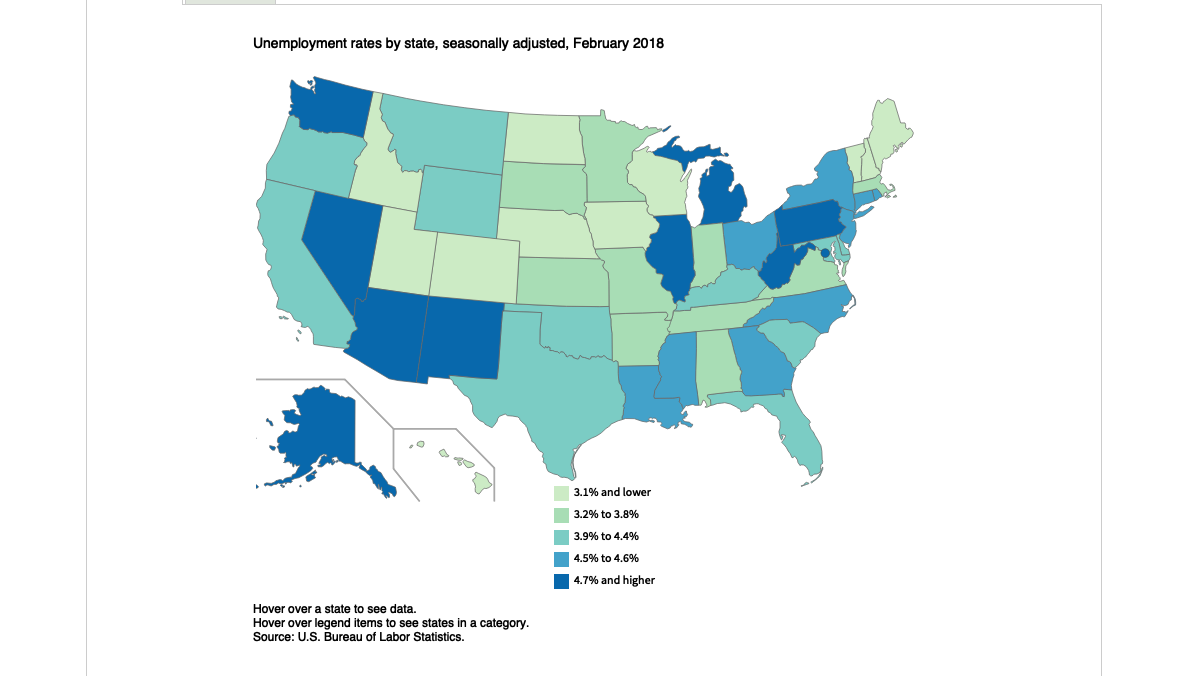 Unemployment rates by state, seasonally adjusted, February 2018
3.1% and lower
3.2% to 3.8%
3.9% to 4.4%
4.5% to 4.6%
4.7% and higher
Hover over a state to see data.
Hover over legend items to see states in a category.
Source: U.S. Bureau of Labor Statistics.